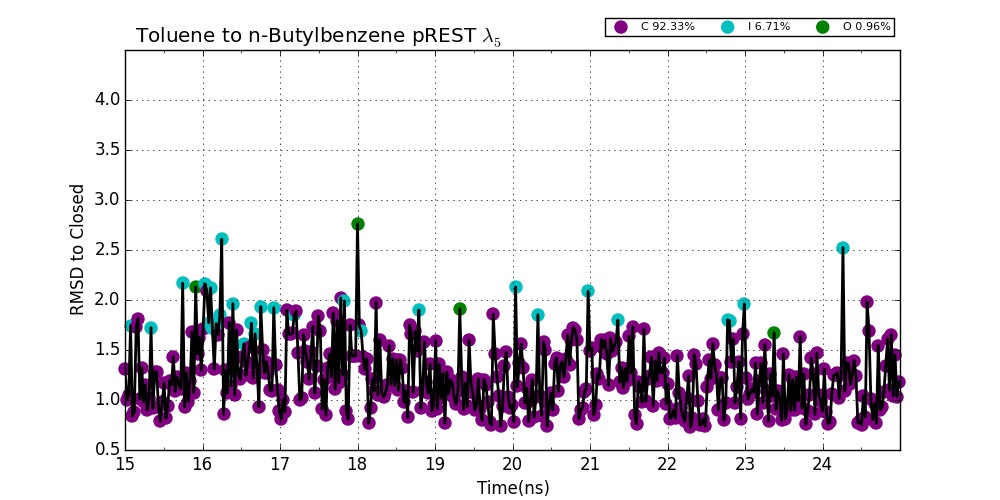 Toluene to n-Butylbenzene pREST λ₅
C 92.33% I 6.71% O 0.96%
RMSD to Closed
4.0
3.5
3.0
2.5
2.0
1.5
1.0
0.5
15 16 17 18 19 20 21 22 23 24
Time(ns)